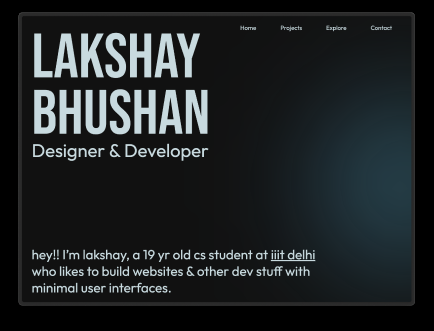 Home Projects Explore Contact
LAKSHAY
BHUSHAN
Designer & Developer
hey!! I'm lakshay, a 19 yr old cs student at iiit delhi
who likes to build websites & other dev stuff with
minimal user interfaces.